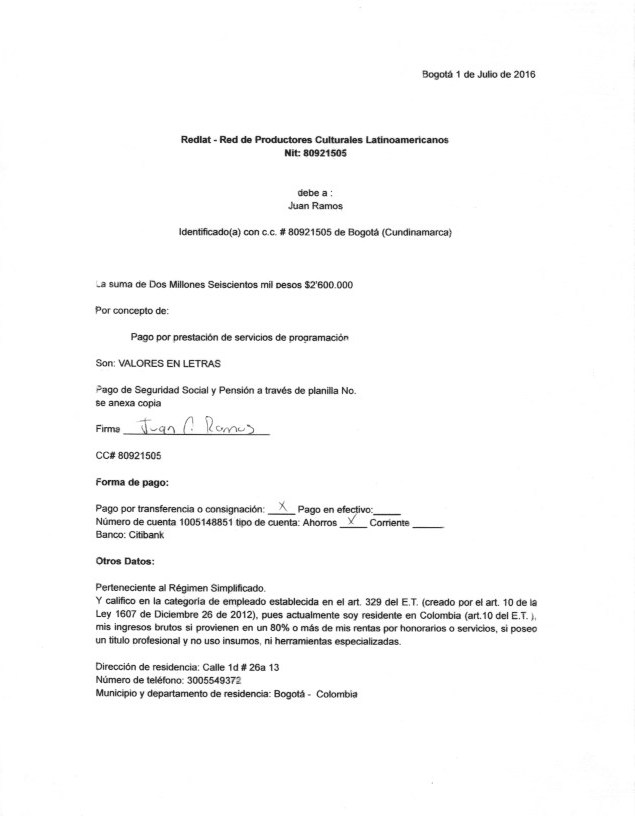 Bogotá 1 de Julio de 2016
Redlat - Red de Productores Culturales Latinoamericanos
Nit: 80921505
debe a :
Juan Ramos
Identificado(a) con c.c. # 80921505 de Bogotá (Cundinamarca)
La suma de Dos Millones Seiscientos mil pesos $2'600.000
Por concepto de:
Pago por prestación de servicios de programación
Son: VALORES EN LETRAS
Pago de Seguridad Social y Pensión a través de planilla No.
se anexa copia
Firma Juan C. Ramos
CC# 80921505
Forma de pago:
Pago por transferencia o consignación: X Pago en efectivo:____
Número de cuenta 1005148851 tipo de cuenta: Ahorros X Corriente ____
Banco: Citibank
Otros Datos:
Perteneciente al Régimen Simplificado.
Y califico en la categoría de empleado establecida en el art. 329 del E.T. (creado por el art. 10 de la
Ley 1607 de Diciembre 26 de 2012), pues actualmente soy residente en Colombia (art.10 del E.T. ),
mis ingresos brutos si provienen en un 80% o más de mis rentas por honorarios o servicios, si poseo
un título profesional y no uso insumos, ni herramientas especializadas.
Dirección de residencia: Calle 1d # 26a 13
Número de teléfono: 3005549372
Municipio y departamento de residencia: Bogotá - Colombia